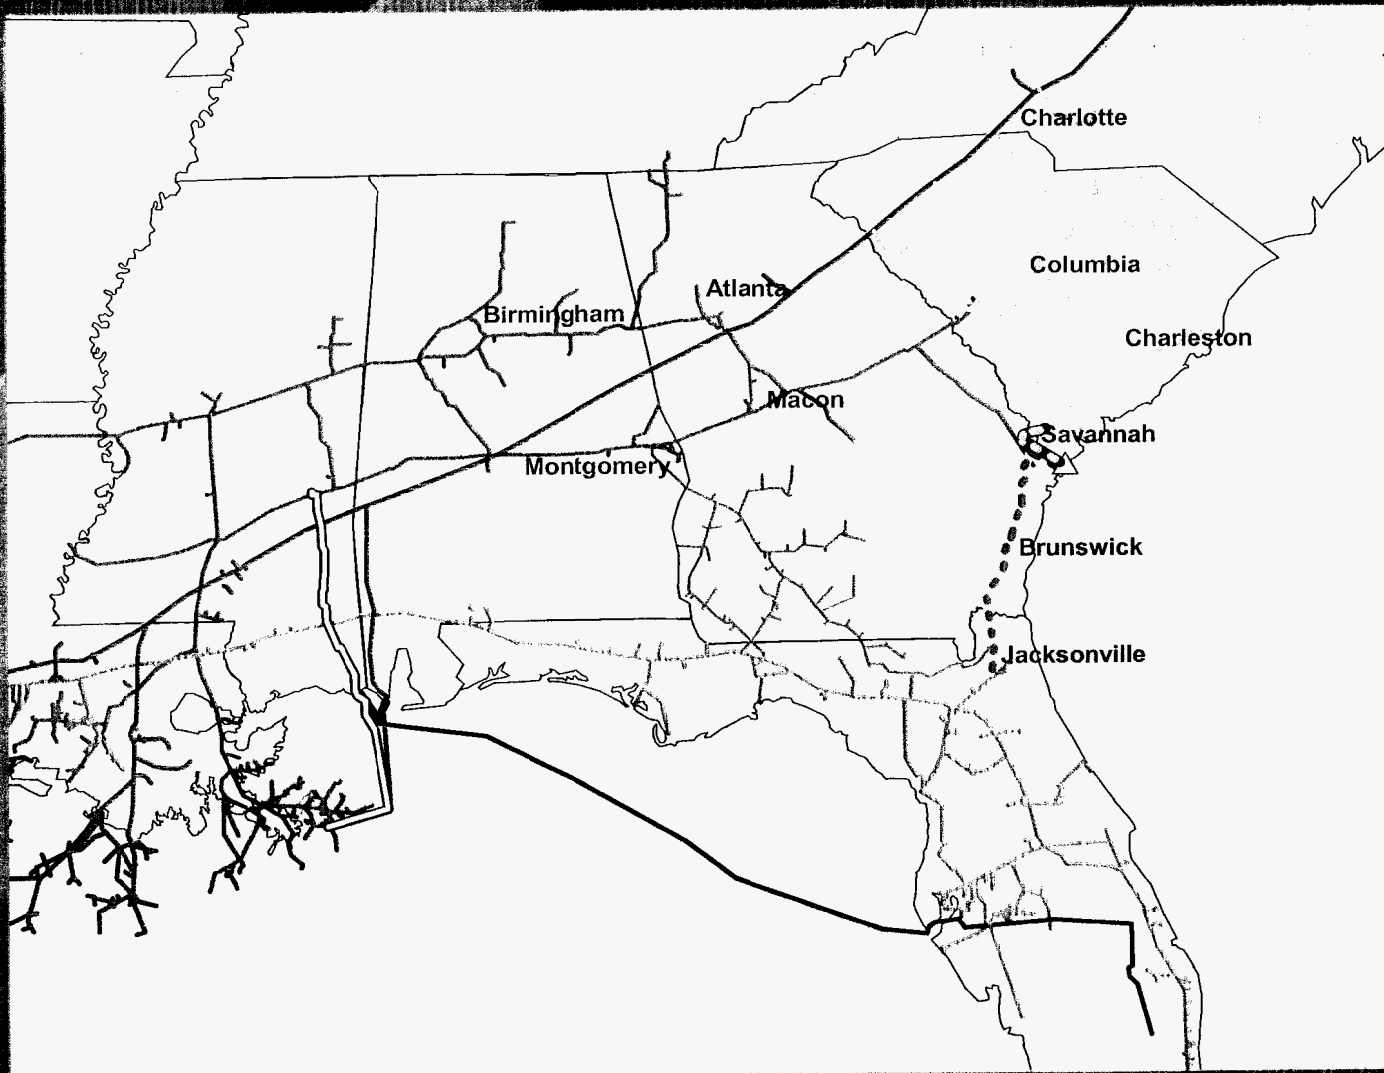 Charlotte
Columbia
Atlanta
Birmingham
Charleston
Macon
Savannah
Montgomery
Brunswick
Jacksonville